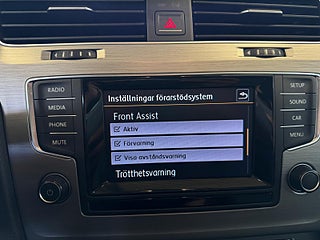 RADIO
MEDIA
PHONE
MUTE
Inställningar förarstödsystem
Front Assist
Aktiv
Förvarning
Visa avståndsvarning
Trötthetsvarning
SETUP
SOUND
CAR
MENU